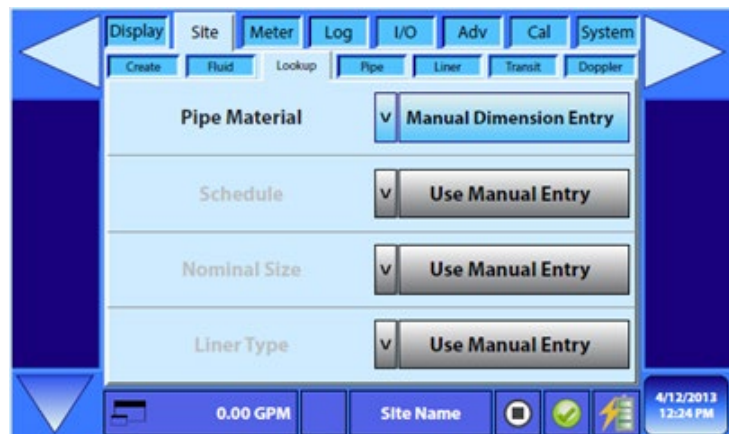 Display Site Meter Log I/O Adv Cal System
Create Fluid Lookup Pipe Liner Transit Doppler
Pipe Material v Manual Dimension Entry
Schedule v Use Manual Entry
Nominal Size v Use Manual Entry
Liner Type v Use Manual Entry
0.00 GPM Site Name 4/12/2013
12:24 PM